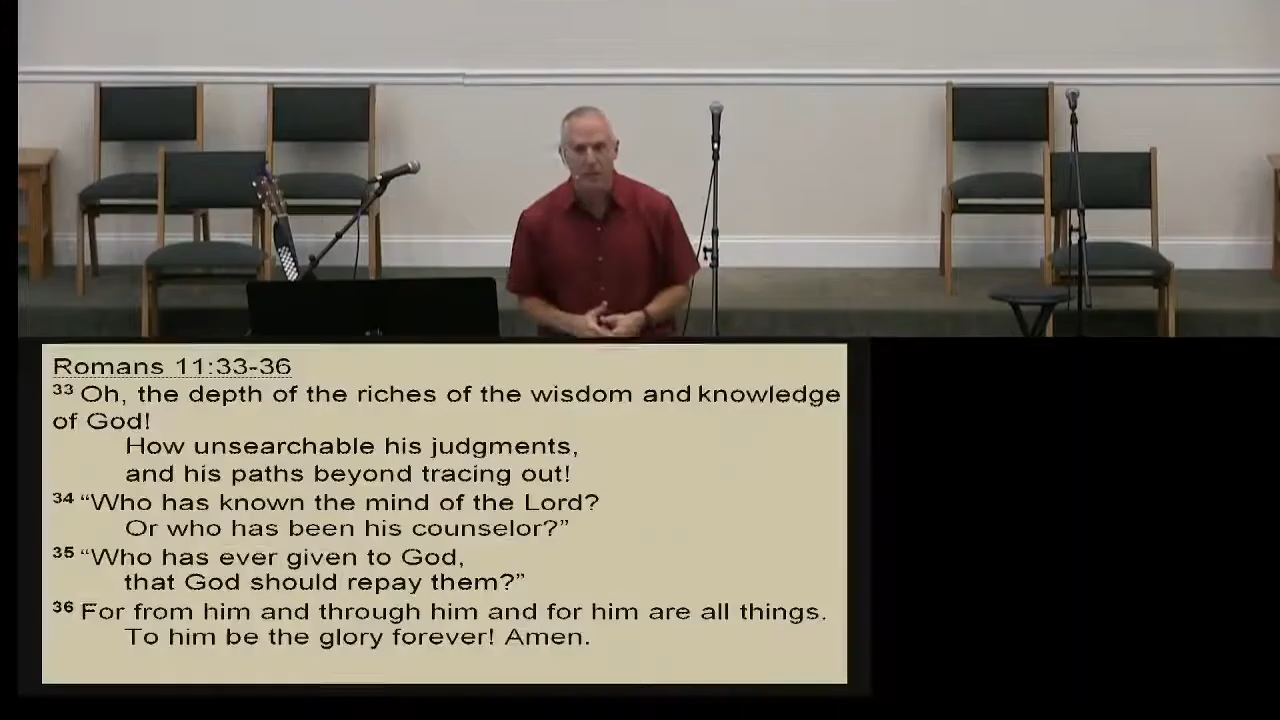 Romans 11:33-36
33 Oh, the depth of the riches of the wisdom and knowledge
of God!
How unsearchable his judgments,
and his paths beyond tracing out!
34 “Who has known the mind of the Lord?
Or who has been his counselor?”
35 “Who has ever given to God,
that God should repay them?”
36 For from him and through him and for him are all things.
To him be the glory forever! Amen.